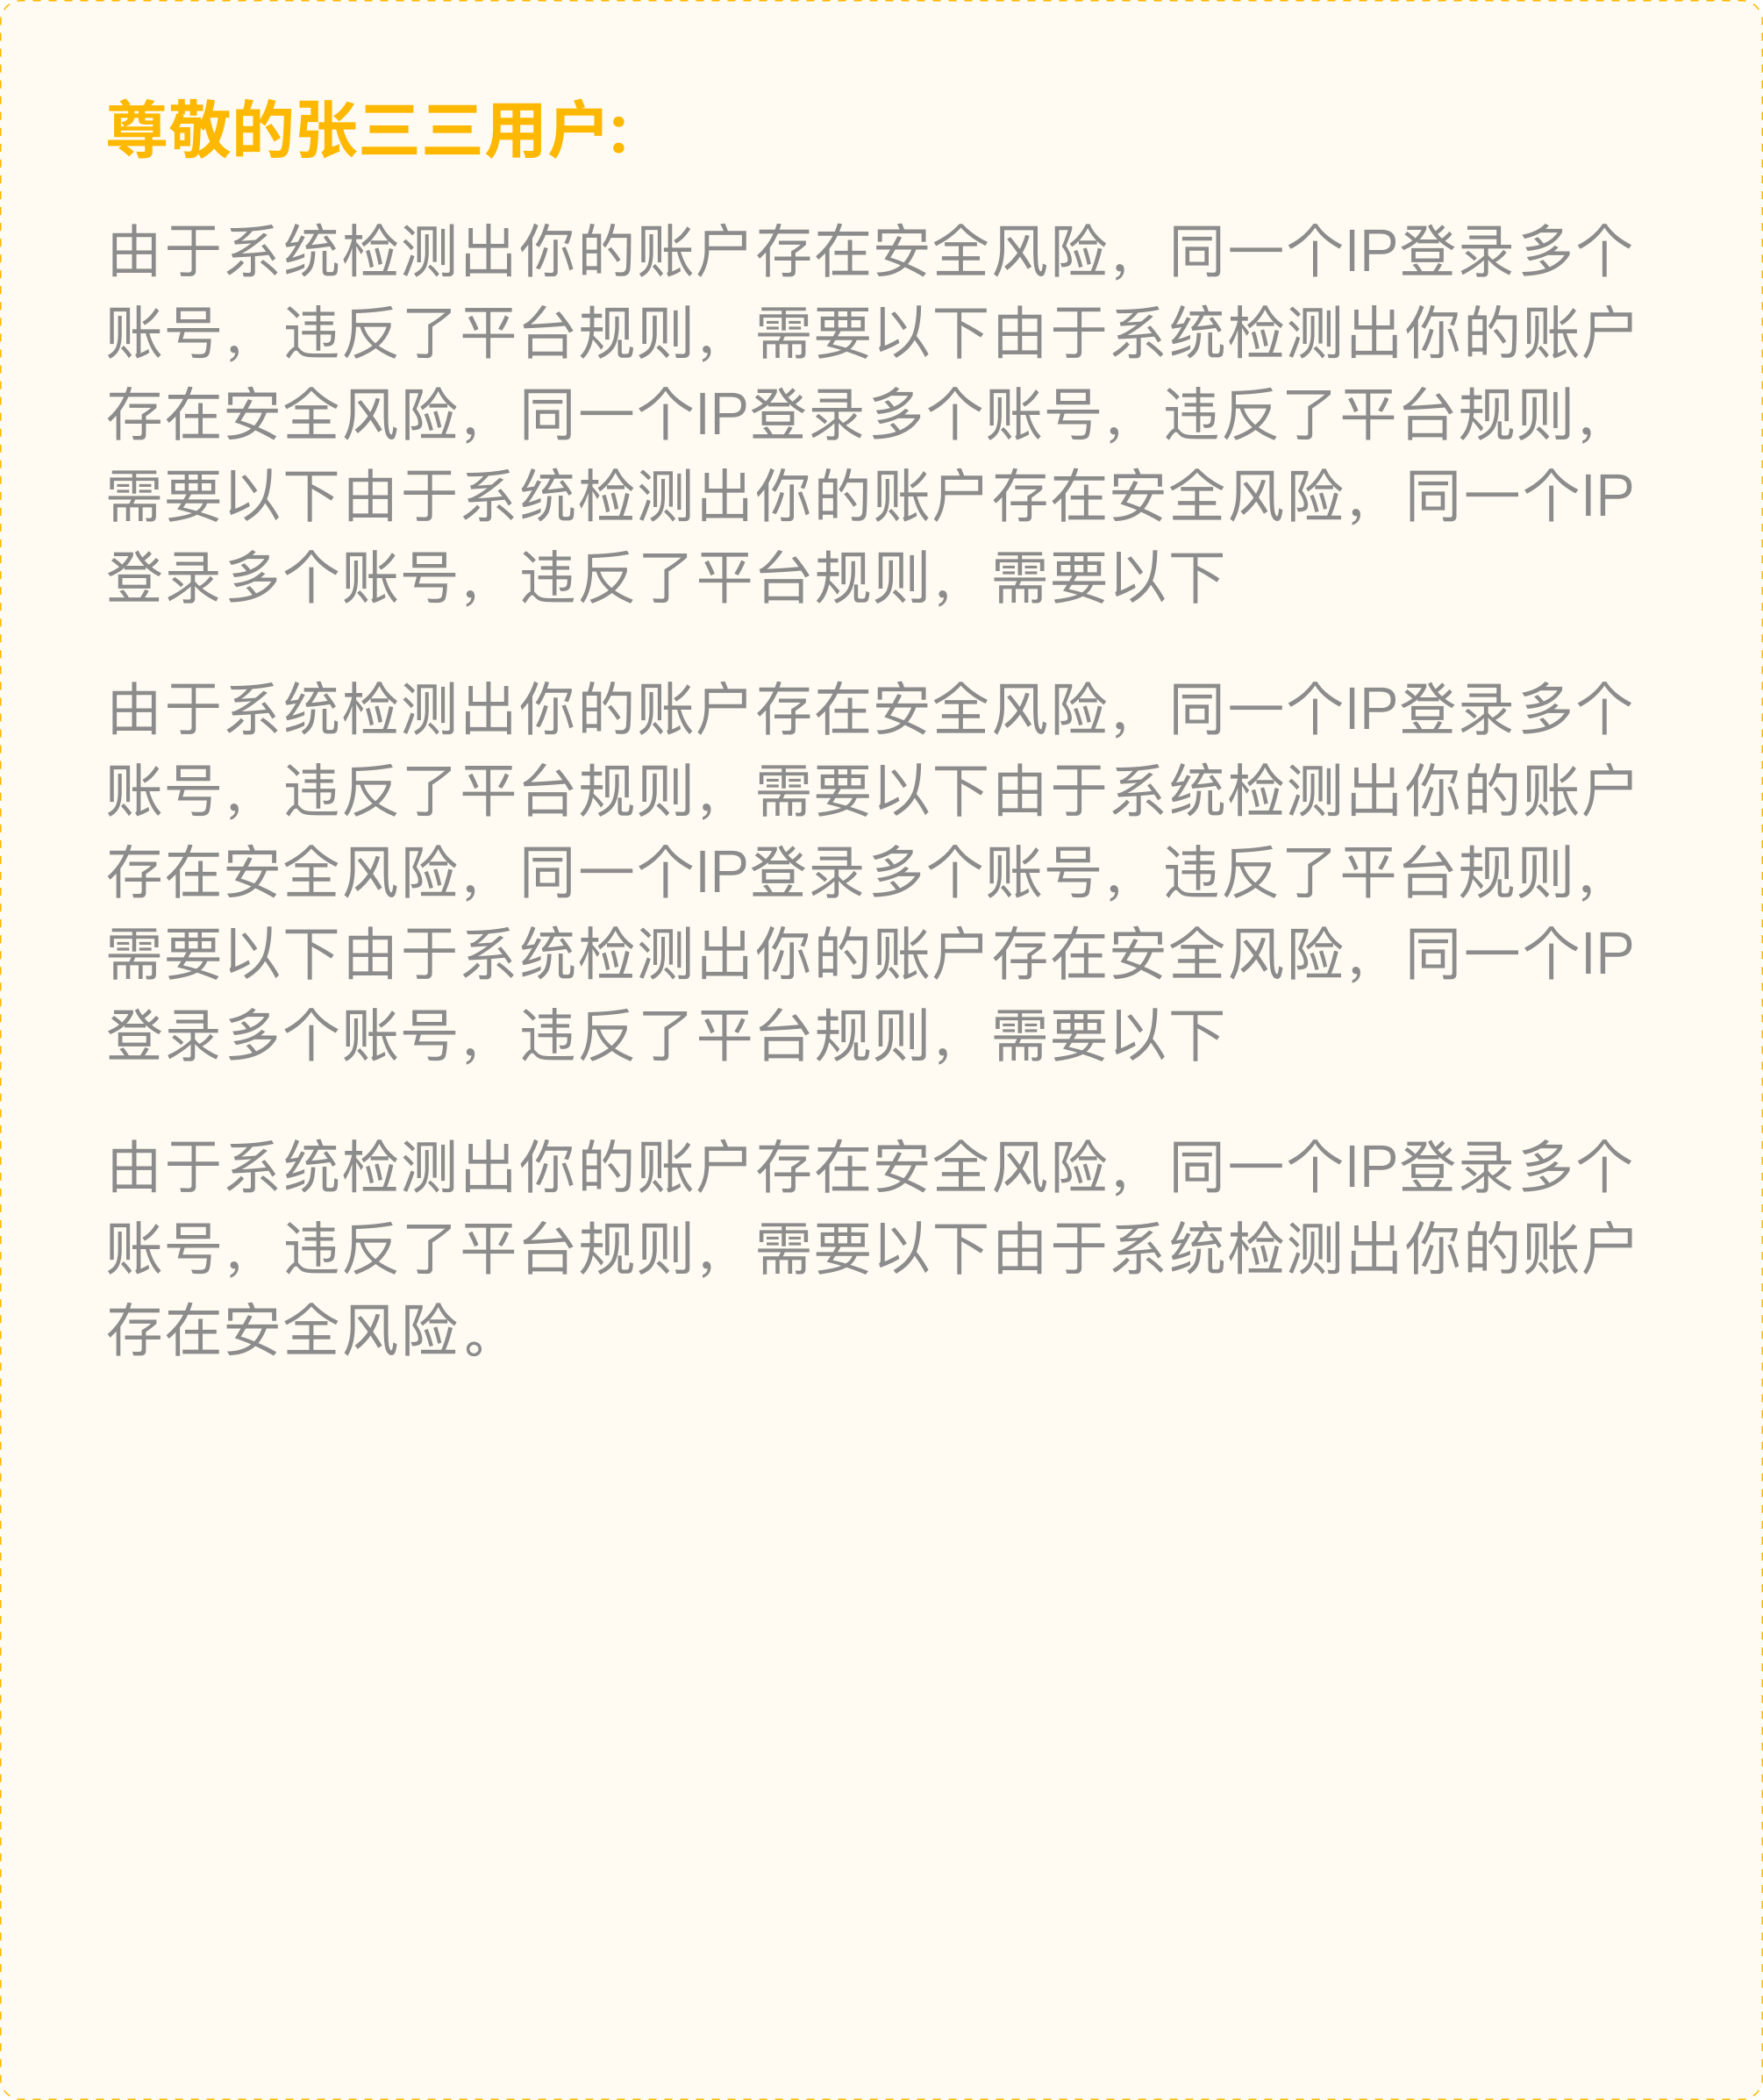 尊敬的张三三用户:
由于系统检测出你的账户存在安全风险，同一个IP登录多个
账号，违反了平台规则，需要以下由于系统检测出你的账户
存在安全风险，同一个IP登录多个账号，违反了平台规则，
需要以下由于系统检测出你的账户存在安全风险，同一个IP
登录多个账号，违反了平台规则，需要以下
由于系统检测出你的账户存在安全风险，同一个IP登录多个
账号，违反了平台规则，需要以下由于系统检测出你的账户
存在安全风险，同一个IP登录多个账号，违反了平台规则，
需要以下由于系统检测出你的账户存在安全风险，同一个IP
登录多个账号，违反了平台规则，需要以下
由于系统检测出你的账户存在安全风险，同一个IP登录多个
账号，违反了平台规则，需要以下由于系统检测出你的账户
存在安全风险。